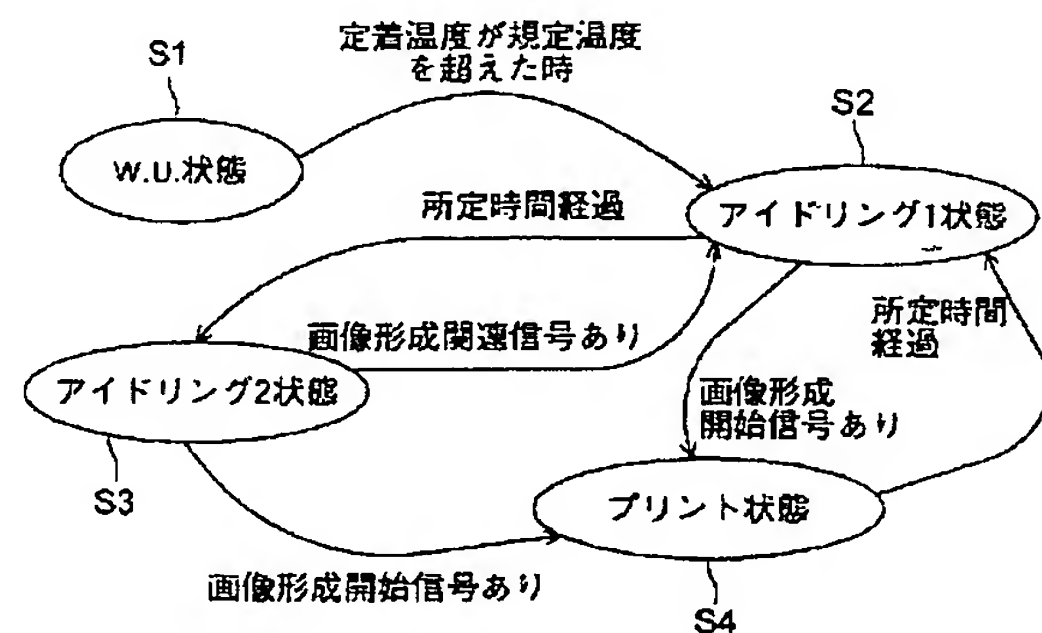 定着温度が規定温度
を超えた時
S1
S2
W.U.状態
所定時間経過
アイドリング1状態
所定時間
経過
画像形成関連信号あり
アイドリング2状態
画像形成
開始信号あり
S3
プリント状態
画像形成開始信号あり
S4